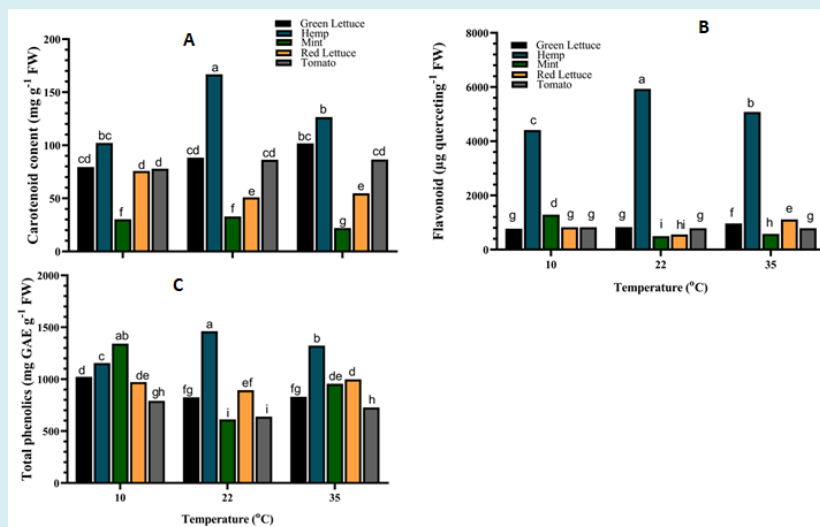 A
Green Lettuce
Hemp
Mint
Red Lettuce
Tomato
Carotenoid conent (mg g-1 FW)
200
150
100
50
0
cd bc f d d
cd a f e cd
bc b g e cd
B
Green Lettuce
Hemp
Mint
Red Lettuce
Tomato
Flavonoid (µg querceting-1 FW)
8000
6000
4000
2000
0
g c d g g
g a i hi g
f b h e g
10 22 35
Temperature (°C)
C
Total phenolics (mg GAE g-1 FW)
2000
1500
1000
500
0
d c ab de gh
fg a i ef i
fg b de d h
10 22 35
Temperature (°C)